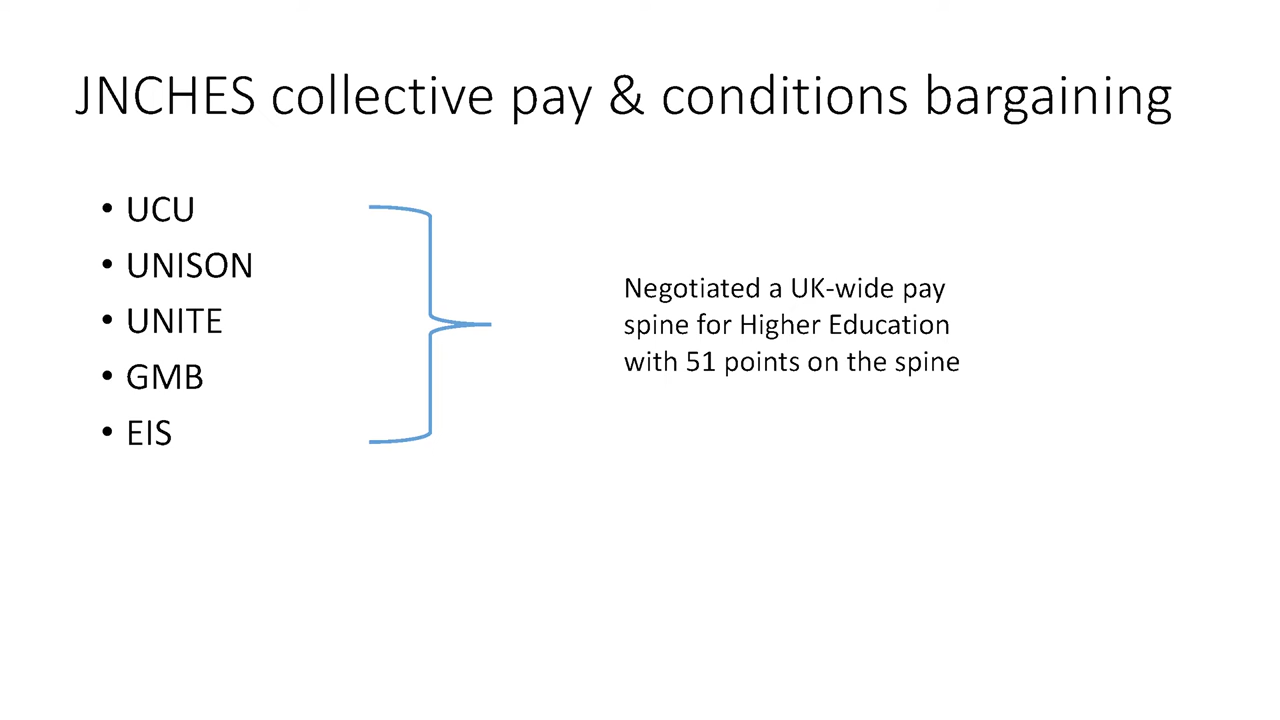 JNCHES collective pay & conditions bargaining
• UCU
• UNISON
• UNITE
• GMB
• EIS
Negotiated a UK-wide pay
spine for Higher Education
with 51 points on the spine